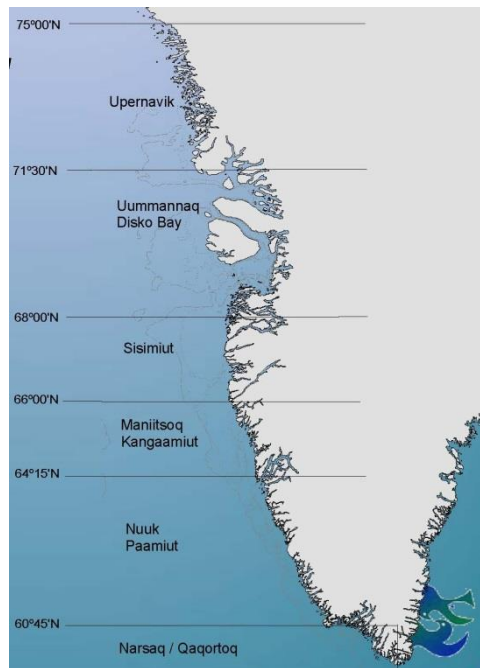 75º00'N
Upernavik
71º30'N
Uummannaq
Disko Bay
68º00'N
Sisimiut
66º00'N
Maniitsoq
Kangaamiut
64º15'N
Nuuk
Paamiut
60º45'N
Narsaq / Qaqortoq